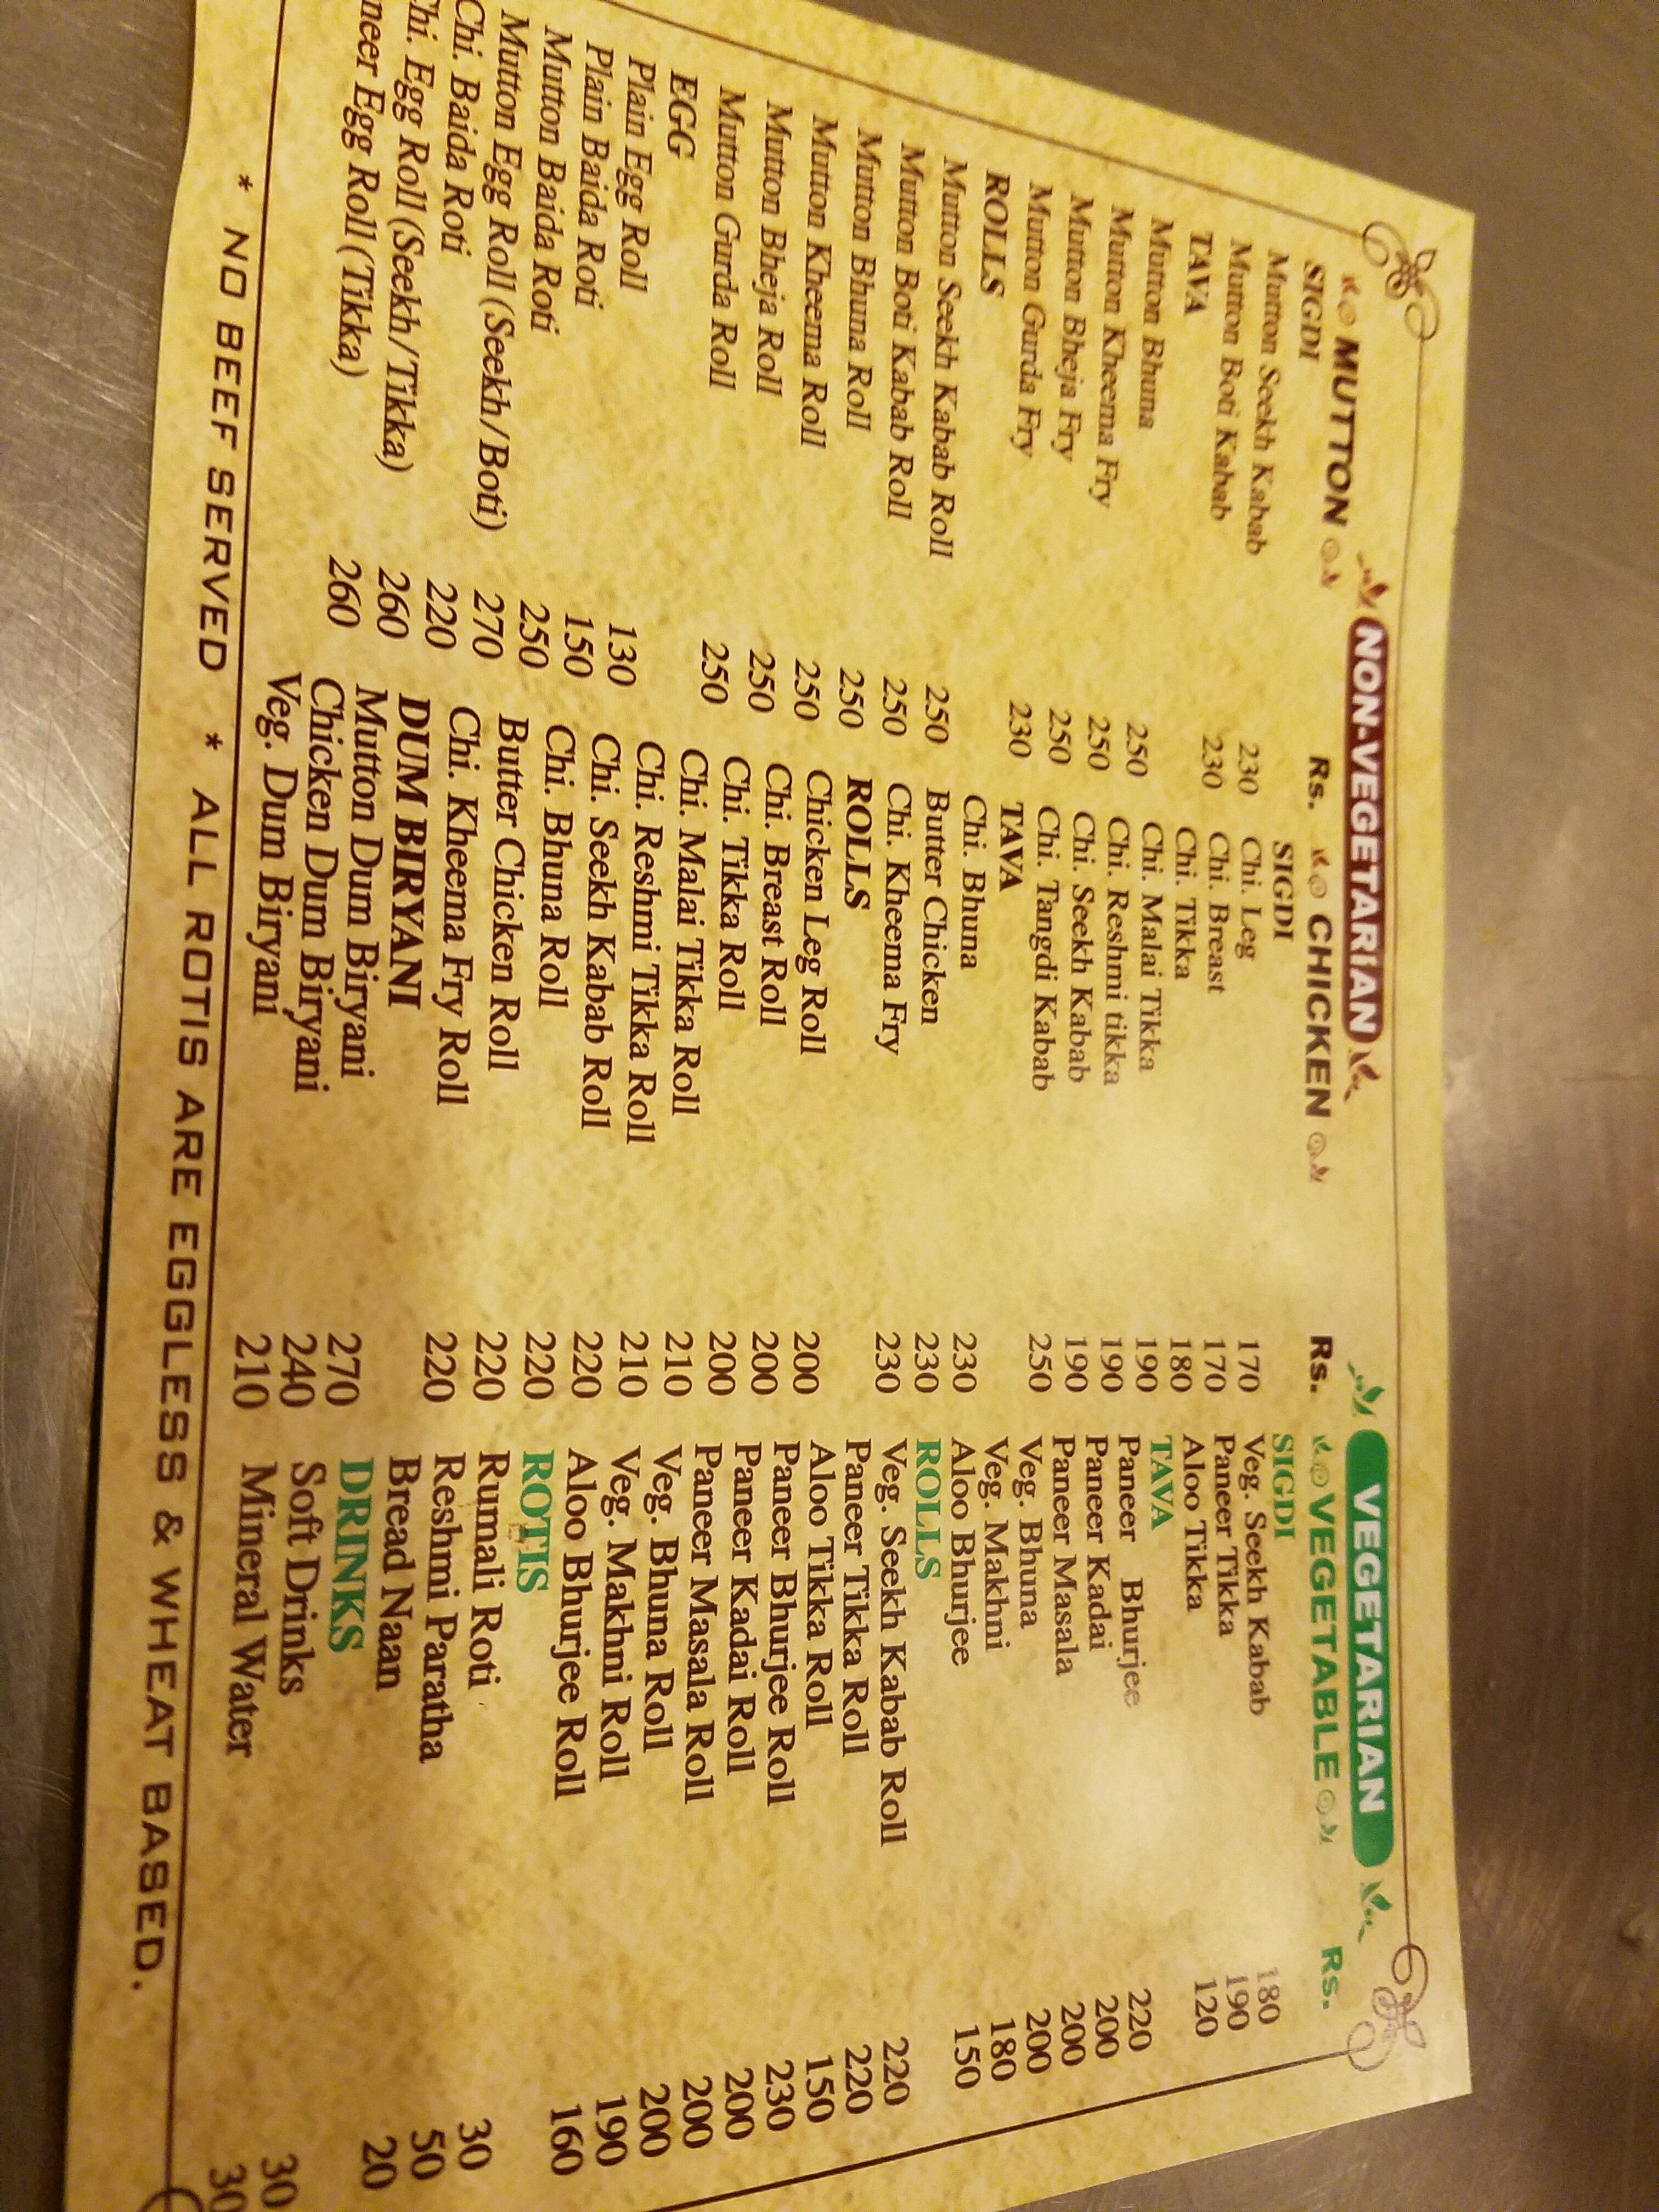 NON-VEGETARIAN
MUTTON Rs.
SIGDI
Mutton Seekh Kabab 230
Mutton Boti Kabab 230
TAVA
Mutton Bhuna 250
Mutton Kheema Fry 250
Mutton Bheja Fry 250
Mutton Gurda Fry 230
ROLLS
Mutton Seekh Kabab Roll 250
Mutton Boti Kabab Roll 250
Mutton Bhuna Roll 250
Mutton Kheema Roll 250
Mutton Bheja Roll 250
Mutton Gurda Roll 250
EGG
Plain Egg Roll 130
Plain Baida Roti 150
Mutton Baida Roti 250
Mutton Egg Roll (Seekh/Boti) 270
Chi. Baida Roti 220
hi. Egg Roll (Seekh/Tikka) 260
neer Egg Roll (Tikka) 260
CHICKEN Rs.
SIGDI
Chi. Leg 170
Chi. Breast 170
Chi. Tikka 180
Chi. Malai Tikka 190
Chi. Reshmi tikka 190
Chi. Seekh Kabab 190
Chi. Tangdi Kabab 250
TAVA
Chi. Bhuna 230
Butter Chicken 230
Chi. Kheema Fry 230
ROLLS
Chicken Leg Roll 200
Chi. Breast Roll 200
Chi. Tikka Roll 200
Chi. Malai Tikka Roll 210
Chi. Reshmi Tikka Roll 210
Chi. Seekh Kabab Roll 220
Chi. Bhuna Roll 220
Butter Chicken Roll 220
Chi. Kheema Fry Roll 220
DUM BIRYANI
Mutton Dum Biryani 270
Chicken Dum Biryani 240
Veg. Dum Biryani 210
VEGETARIAN
VEGETABLE Rs.
SIGDI
Veg. Seekh Kabab 180
Paneer Tikka 190
Aloo Tikka 120
TAVA
Paneer Bhurjee 220
Paneer Kadai 200
Paneer Masala 200
Veg. Bhuna 200
Veg. Makhni 180
Aloo Bhurjee 150
ROLLS
Veg. Seekh Kabab Roll 220
Paneer Tikka Roll 220
Aloo Tikka Roll 150
Paneer Bhurjee Roll 230
Paneer Kadai Roll 200
Paneer Masala Roll 200
Veg. Bhuna Roll 200
Veg. Makhni Roll 190
Aloo Bhurjee Roll 160
ROTIS
Rumali Roti 30
Reshmi Paratha 50
Bread Naan 20
DRINKS
Soft Drinks 30
Mineral Water 30
* NO BEEF SERVED * ALL ROTIS ARE EGGLESS & WHEAT BASED.